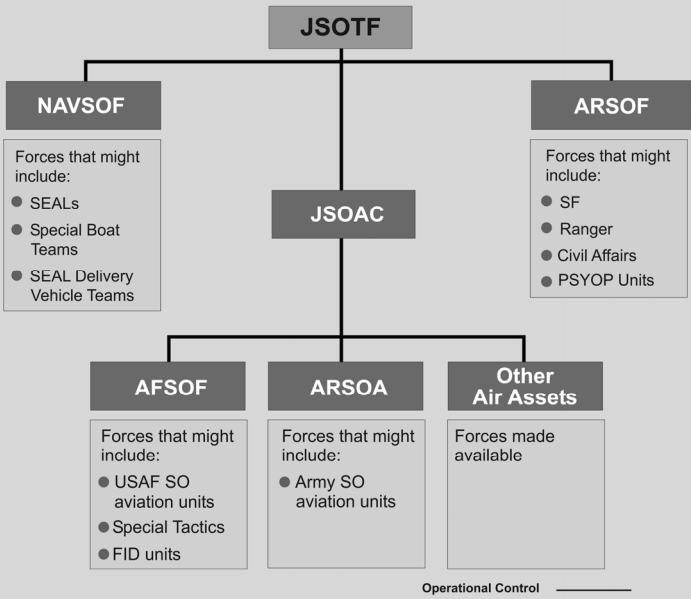 JSOTF
NAVSOF
Forces that might
include:
SEALs
Special Boat
Teams
SEAL Delivery
Vehicle Teams
ARSOF
Forces that might
include:
SF
Ranger
Civil Affairs
PSYOP Units
JSOAC
AFSOF
Forces that might
include:
USAF SO
aviation units
Special Tactics
FID units
ARSOA
Forces that might
include:
Army SO
aviation units
Other
Air Assets
Forces made
available
Operational Control